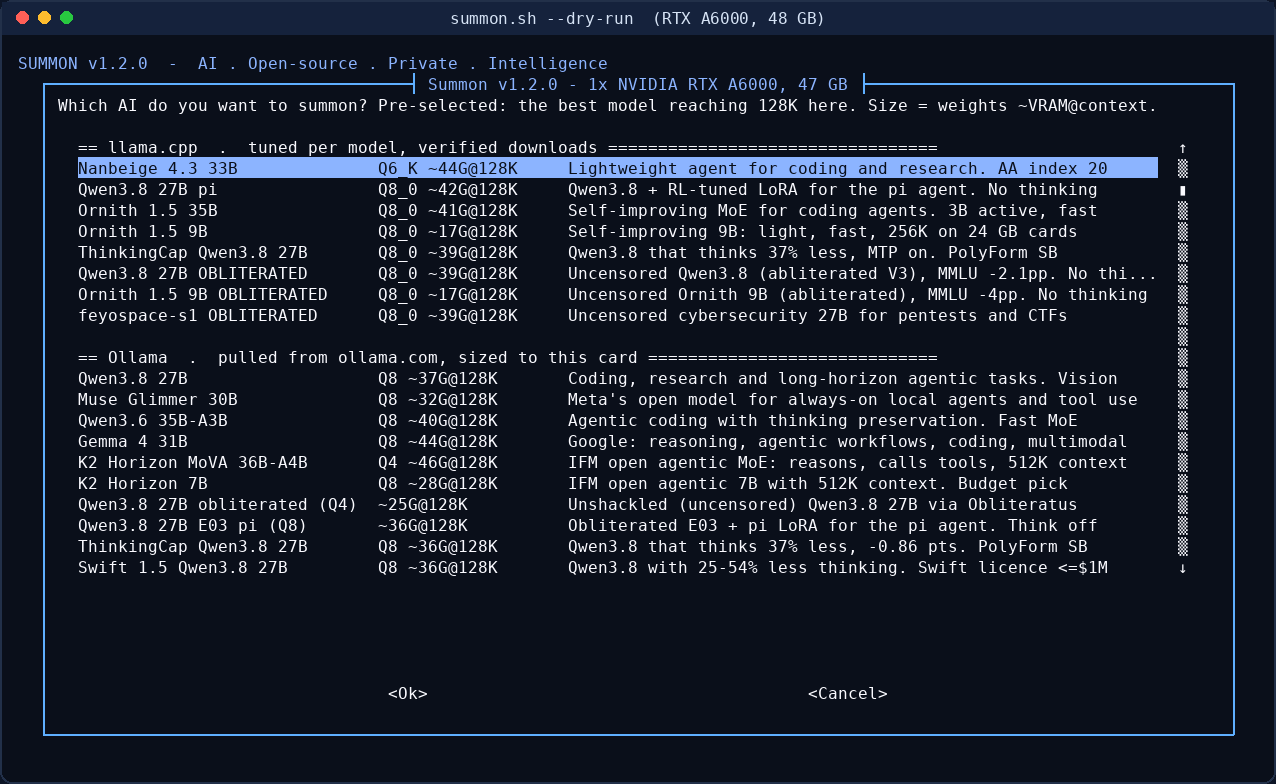 summon.sh --dry-run  (RTX A6000, 48 GB)
SUMMON v1.2.0  -  AI . Open-source . Private . Intelligence
Summon v1.2.0 - 1x NVIDIA RTX A6000, 47 GB
Which AI do you want to summon? Pre-selected: the best model reaching 128K here. Size = weights ~VRAM@context.
== llama.cpp  .  tuned per model, verified downloads ================================= ↑
Nanbeige 4.3 33B              Q6_K ~44G@128K     Lightweight agent for coding and research. AA index 20
Qwen3.8 27B pi                Q8_0 ~42G@128K     Qwen3.8 + RL-tuned LoRA for the pi agent. No thinking
Ornith 1.5 35B                Q8_0 ~41G@128K     Self-improving MoE for coding agents. 3B active, fast
Ornith 1.5 9B                 Q8_0 ~17G@128K     Self-improving 9B: light, fast, 256K on 24 GB cards
ThinkingCap Qwen3.8 27B       Q8_0 ~39G@128K     Qwen3.8 that thinks 37% less, MTP on. PolyForm SB
Qwen3.8 27B OBLITERATED       Q8_0 ~39G@128K     Uncensored Qwen3.8 (abliterated V3), MMLU -2.1pp. No thi...
Ornith 1.5 9B OBLITERATED     Q8_0 ~17G@128K     Uncensored Ornith 9B (abliterated), MMLU -4pp. No thinking
feyospace-s1 OBLITERATED      Q8_0 ~39G@128K     Uncensored cybersecurity 27B for pentests and CTFs
== Ollama  .  pulled from ollama.com, sized to this card =============================
Qwen3.8 27B                   Q8 ~37G@128K       Coding, research and long-horizon agentic tasks. Vision
Muse Glimmer 30B              Q8 ~32G@128K       Meta's open model for always-on local agents and tool use
Qwen3.6 35B-A3B               Q8 ~40G@128K       Agentic coding with thinking preservation. Fast MoE
Gemma 4 31B                   Q8 ~44G@128K       Google: reasoning, agentic workflows, coding, multimodal
K2 Horizon MoVA 36B-A4B       Q4 ~46G@128K       IFM open agentic MoE: reasons, calls tools, 512K context
K2 Horizon 7B                 Q8 ~28G@128K       IFM open agentic 7B with 512K context. Budget pick
Qwen3.8 27B obliterated (Q4)  ~25G@128K          Unshackled (uncensored) Qwen3.8 27B via Obliteratus
Qwen3.8 27B E03 pi (Q8)       ~36G@128K          Obliterated E03 + pi LoRA for the pi agent. Think off
ThinkingCap Qwen3.8 27B       Q8 ~36G@128K       Qwen3.8 that thinks 37% less, -0.86 pts. PolyForm SB
Swift 1.5 Qwen3.8 27B         Q8 ~36G@128K       Qwen3.8 with 25-54% less thinking. Swift licence <=$1M ↓
<Ok>                                      <Cancel>